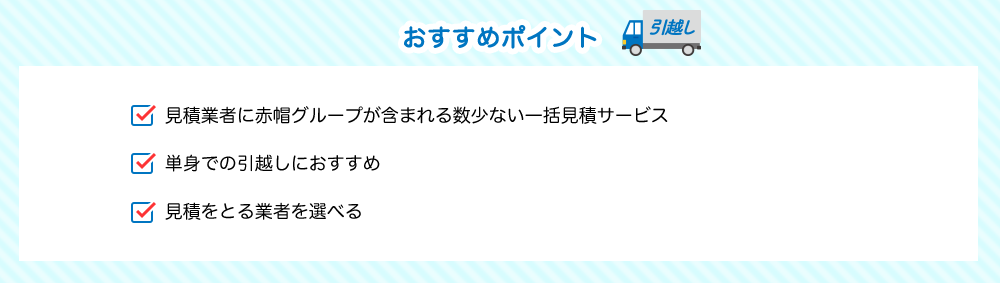 おすすめポイント
引越し
見積業者に赤帽グループが含まれる数少ない一括見積サービス
単身での引越しにおすすめ
見積をとる業者を選べる